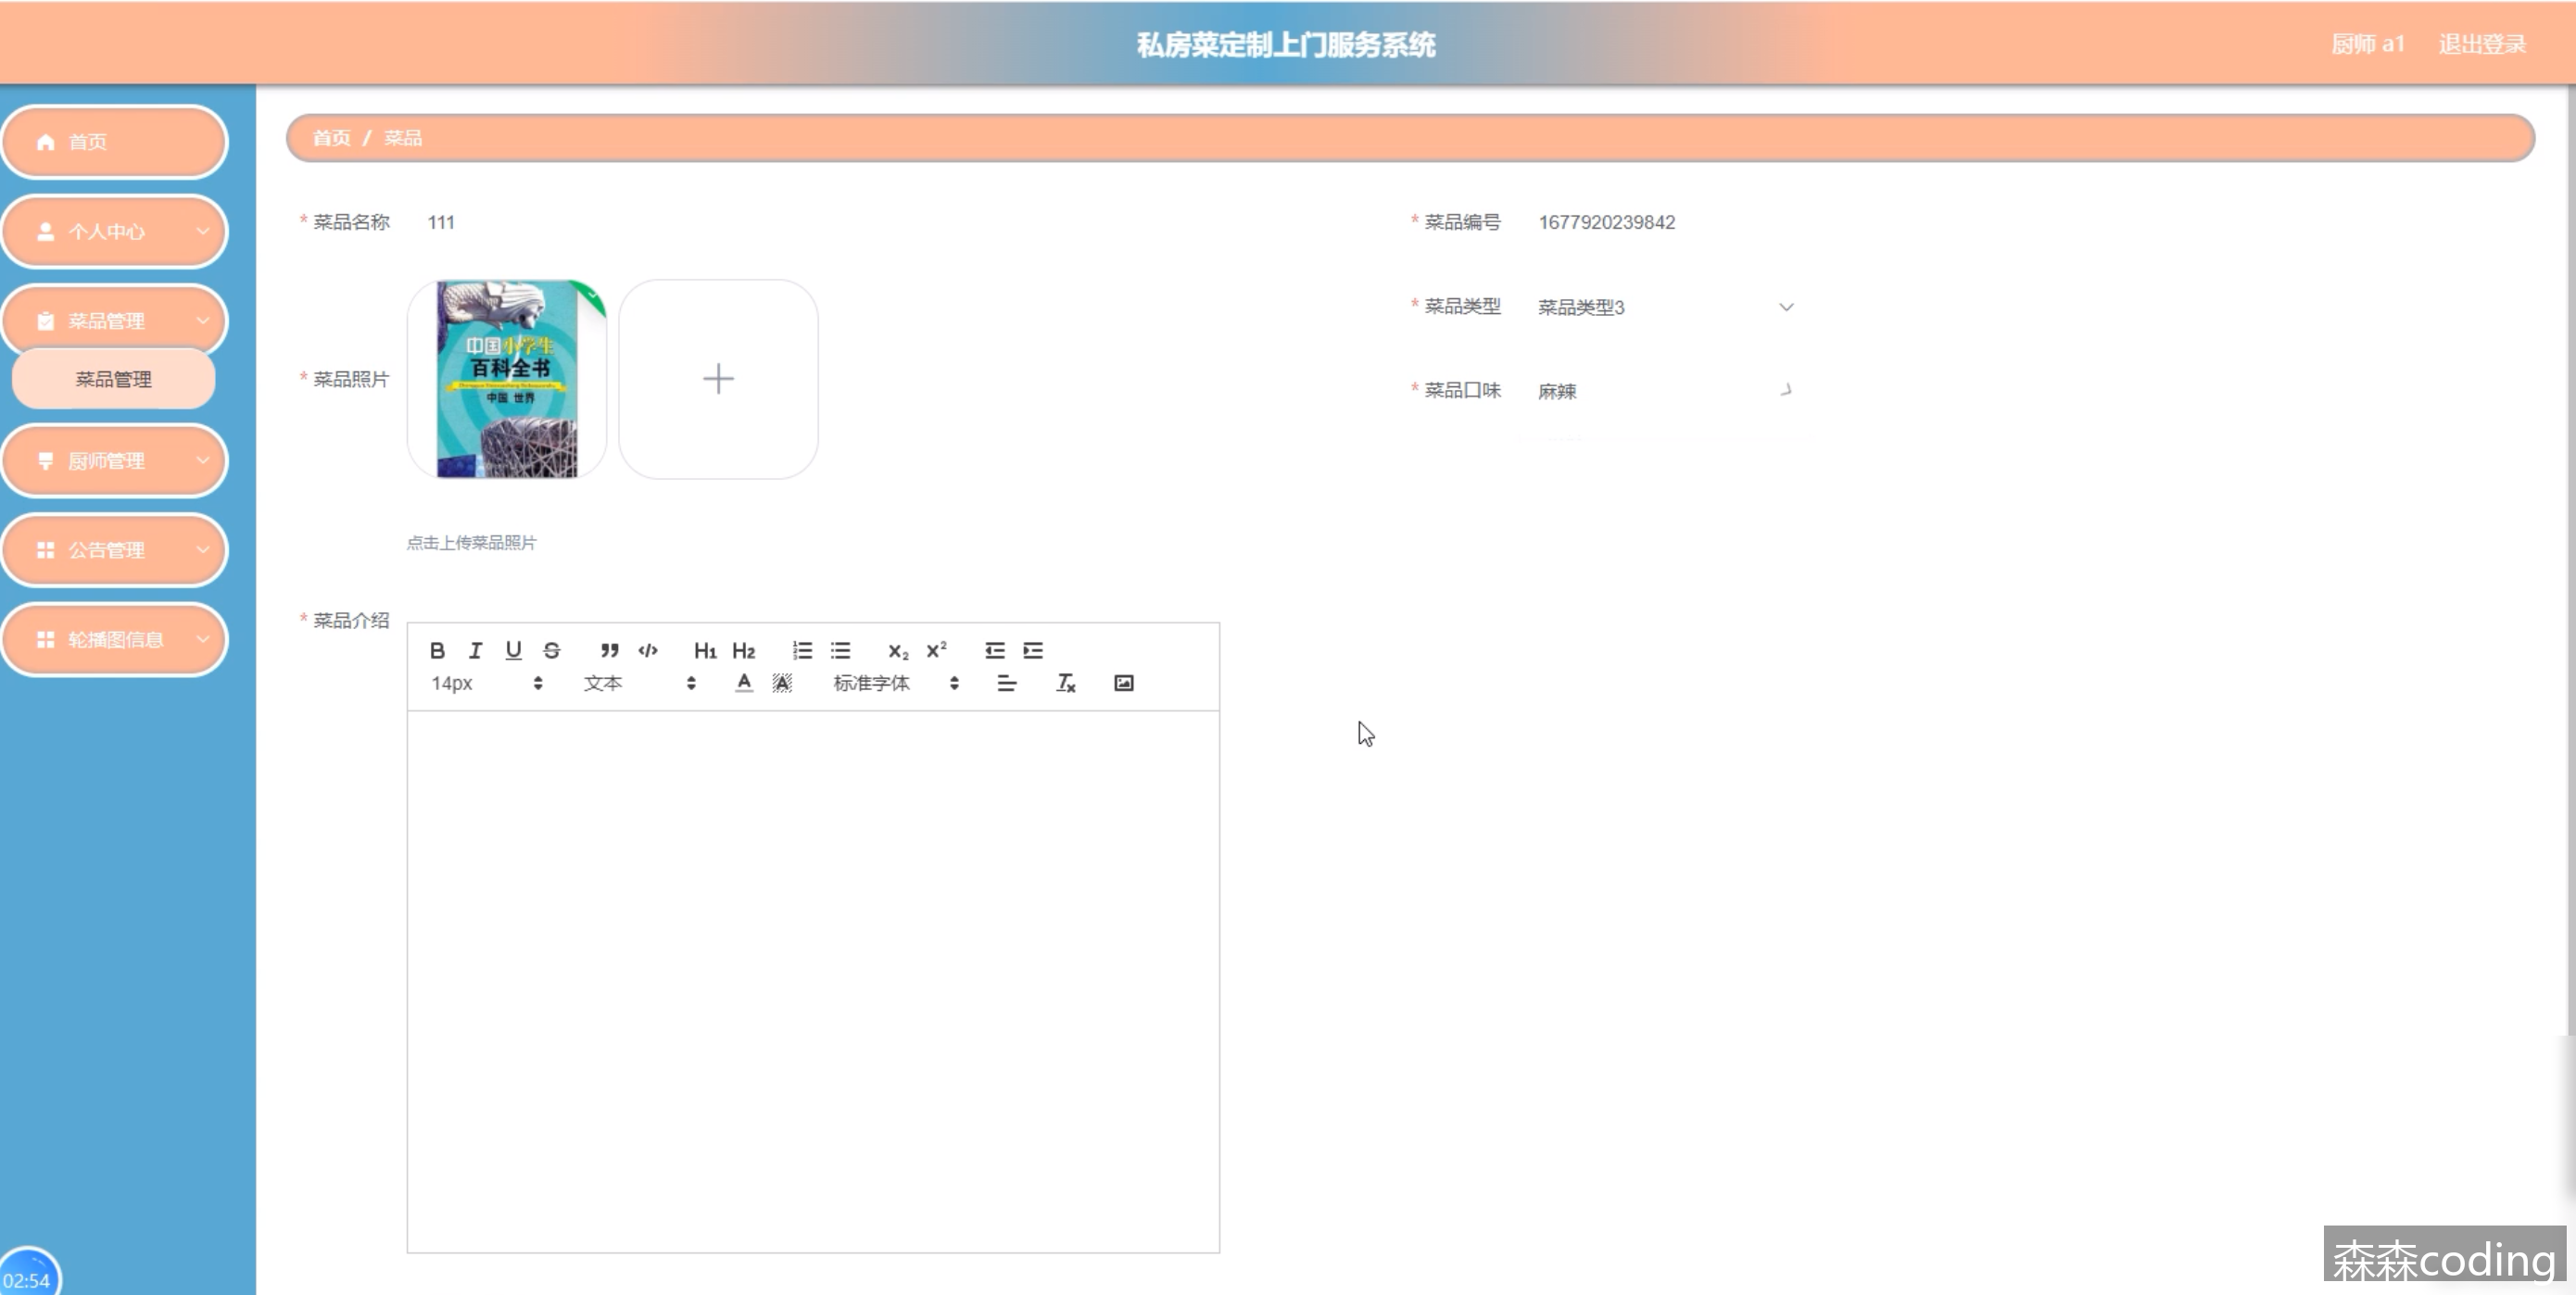 私房菜定制上门服务系统
厨师 a1 退出登录
首页
个人中心
菜品管理
菜品管理
厨师管理
公告管理
轮播图信息
首页 / 菜品
* 菜品名称 111
* 菜品编号 1677920239842
* 菜品照片
中国小学生
百科全书
中国 世界
点击上传菜品照片
* 菜品类型 菜品类型3
* 菜品口味 麻辣
* 菜品介绍
B I U S ” </> H1 H2 x₂ x²
14px 文本 A A 标准字体
02:54
森森coding